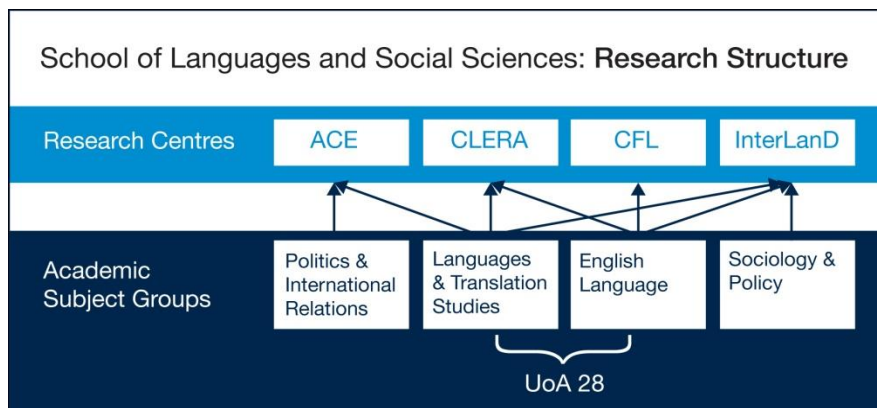 School of Languages and Social Sciences: Research Structure
Research Centres
ACE
CLERA
CFL
InterLanD
Academic
Subject Groups
Politics &
International
Relations
Languages
& Translation
Studies
English
Language
Sociology &
Policy
UoA 28